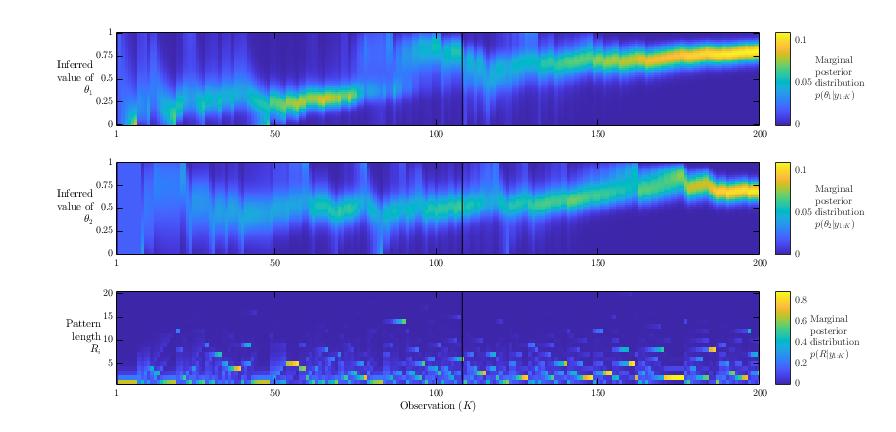 1
0.75
0.5
0.25
0
Inferred
value of
θ1
1
50
100
150
200
0.1
0.05
0
Marginal
posterior
distribution
p(θ1|y1:K)
1
0.75
0.5
0.25
0
Inferred
value of
θ2
1
50
100
150
200
0.1
0.05
0
Marginal
posterior
distribution
p(θ2|y1:K)
20
15
10
5
Pattern
length
Ri
1
50
100
150
200
Observation (K)
0.8
0.6
0.4
0.2
0
Marginal
posterior
distribution